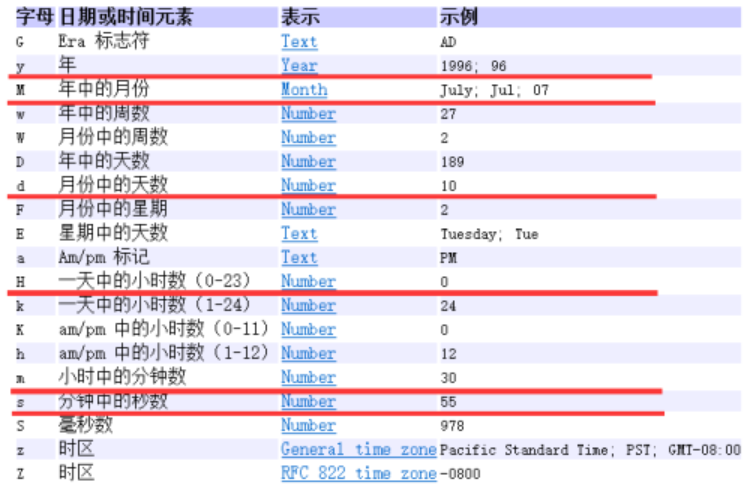 字母 日期或时间元素 表示 示例
G Era 标志符 Text AD
y 年 Year 1996; 96
M 年中的月份 Month July; Jul; 07
w 年中的周数 Number 27
W 月份中的周数 Number 2
D 年中的天数 Number 189
d 月份中的天数 Number 10
F 月份中的星期 Number 2
E 星期中的天数 Text Tuesday; Tue
a Am/pm 标记 Text PM
H 一天中的小时数（0-23） Number 0
k 一天中的小时数（1-24） Number 24
K am/pm 中的小时数（0-11） Number 0
h am/pm 中的小时数（1-12） Number 12
m 小时中的分钟数 Number 30
s 分钟中的秒数 Number 55
S 毫秒数 Number 978
z 时区 General time zone Pacific Standard Time; PST; GMT-08:00
Z 时区 RFC 822 time zone -0800